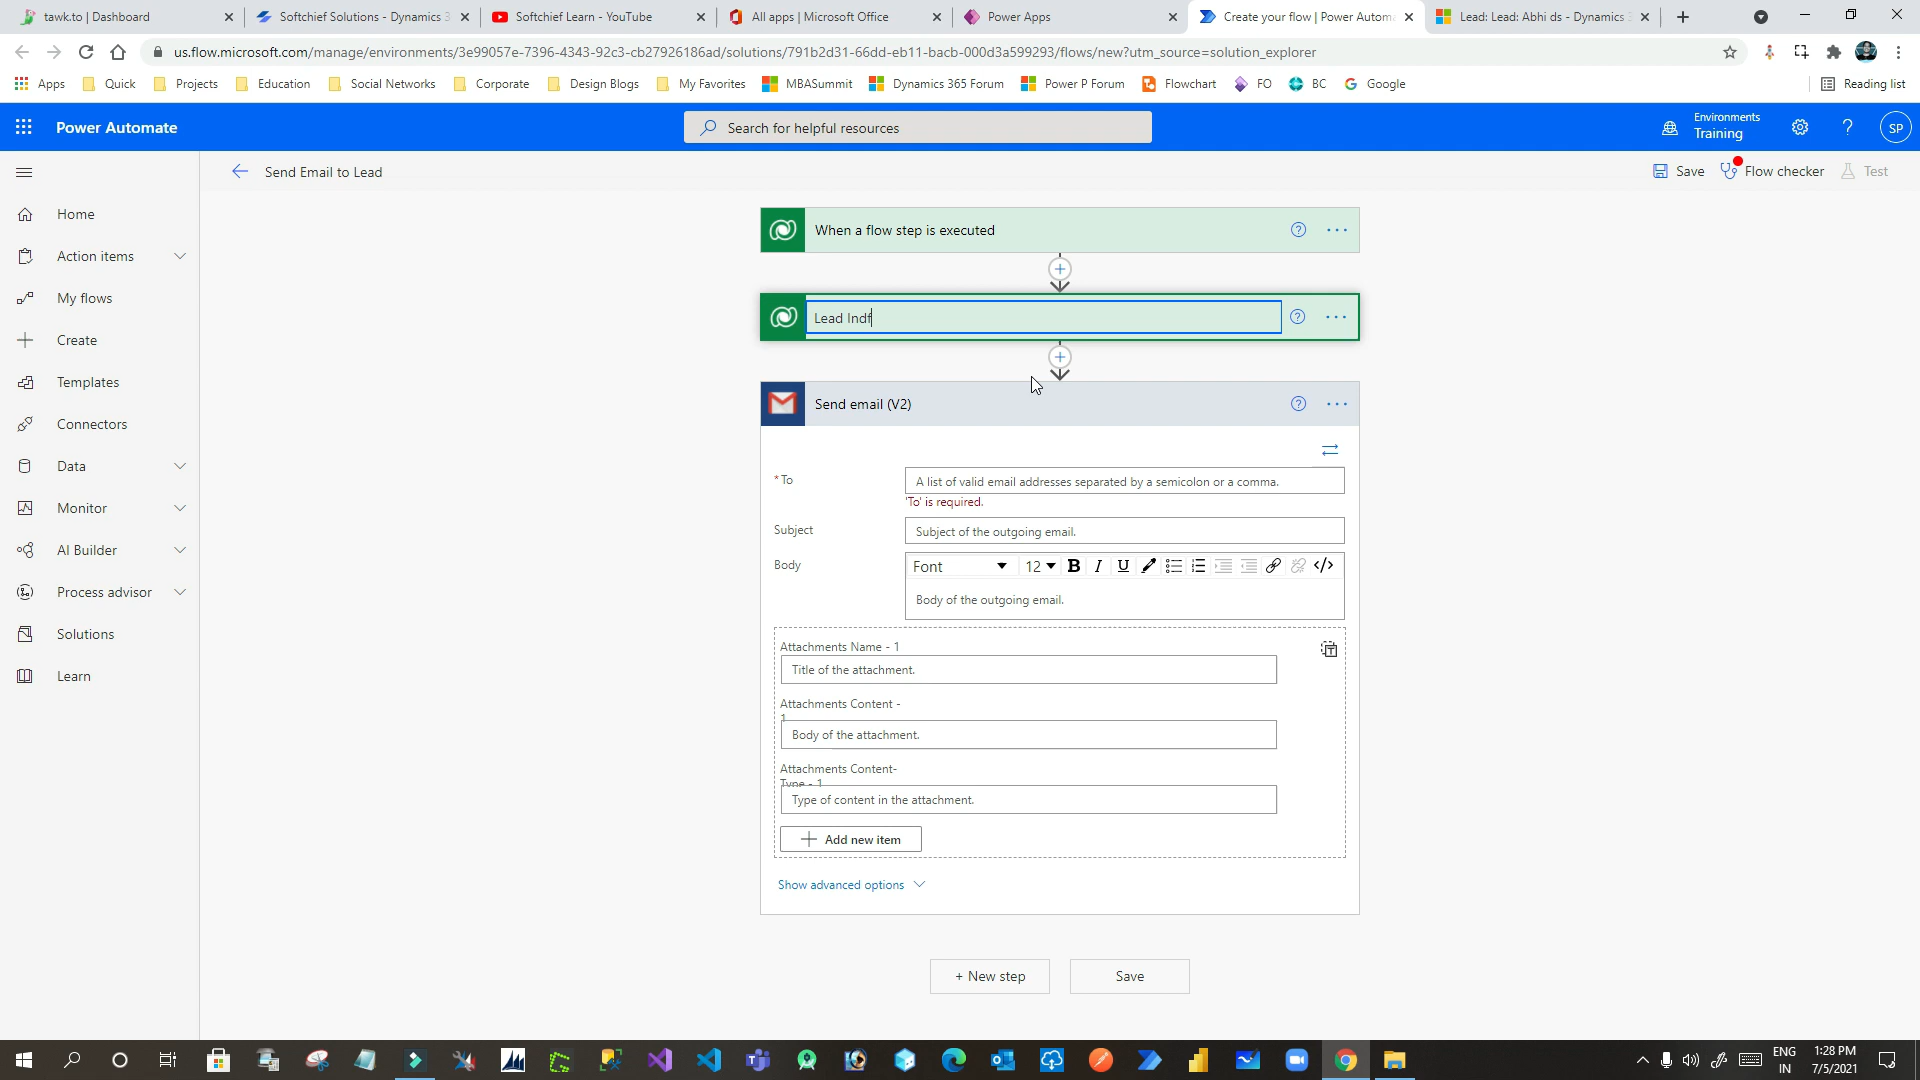 tawk.to | Dashboard
Softchief Solutions - Dynamics 3
Softchief Learn - YouTube
All apps | Microsoft Office
Power Apps
Create your flow | Power Automa
Lead: Lead: Abhi ds - Dynamics 3
us.flow.microsoft.com/manage/environments/3e99057e-7396-4343-92c3-cb27926186ad/solutions/791b2d31-66dd-eb11-bacb-000d3a599293/flows/new?utm_source=solution_explorer
Apps
Quick
Projects
Education
Social Networks
Corporate
Design Blogs
My Favorites
MBASummit
Dynamics 365 Forum
Power P Forum
Flowchart
FO
BC
Google
Reading list
Power Automate
Search for helpful resources
Environments
Training
SP
Send Email to Lead
Save
Flow checker
Test
Home
Action items
My flows
Create
Templates
Connectors
Data
Monitor
AI Builder
Process advisor
Solutions
Learn
When a flow step is executed
Lead Indf
Send email (V2)
* To
A list of valid email addresses separated by a semicolon or a comma.
'To' is required.
Subject
Subject of the outgoing email.
Body
Font
12
B I U
Body of the outgoing email.
Attachments Name - 1
Title of the attachment.
Attachments Content -
1
Body of the attachment.
Attachments Content-
Type - 1
Type of content in the attachment.
Add new item
Show advanced options
+ New step
Save
ENG
IN
1:28 PM
7/5/2021